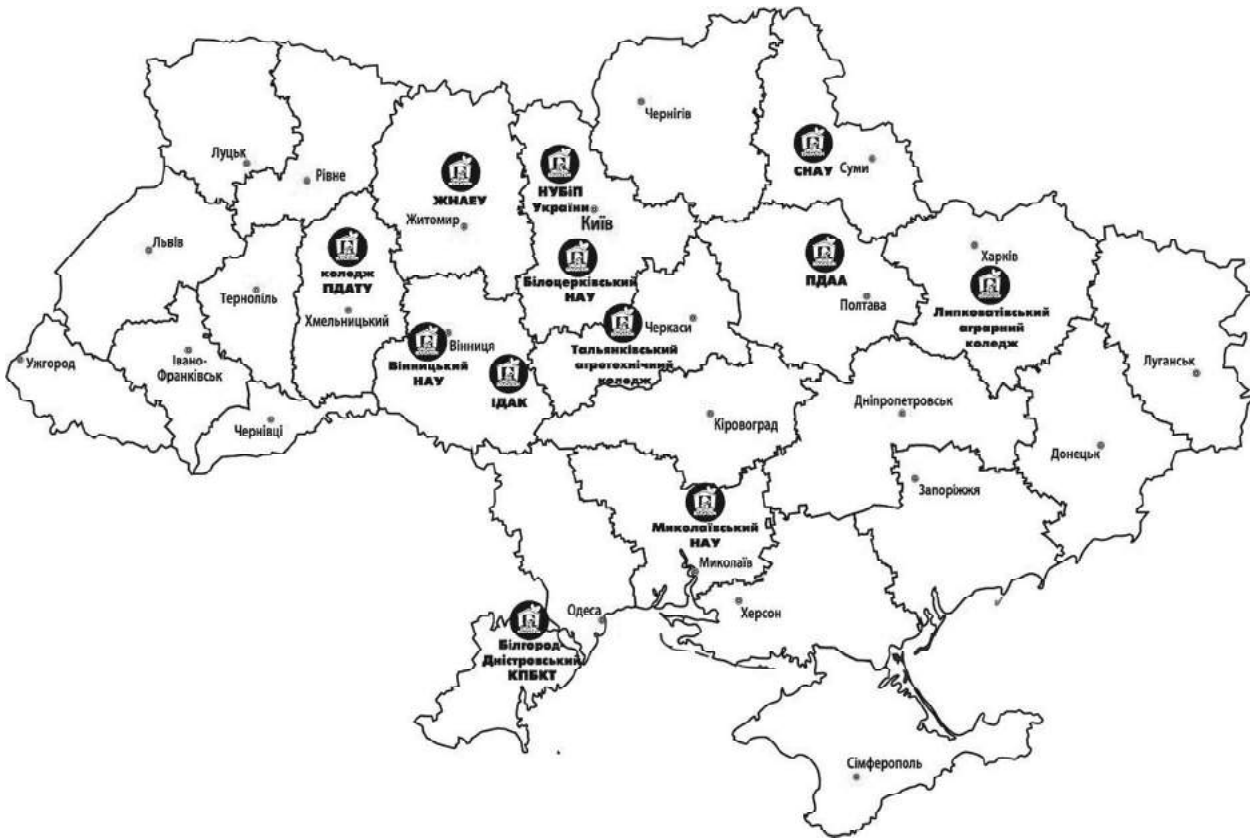 Чернігів
СНАУ
Суми
Луцьк
Рівне
ЖНАЕУ
Житомир
НУБіП
України
Київ
Львів
коледж
ПДАТУ
Тернопіль
Хмельницький
Білоцерківський
НАУ
ПДАА
Полтава
Харків
Липковатівський
аграрний
коледж
Черкаси
Тальянківський
агротехнічний
коледж
Вінниця
Вінницький
НАУ
ІДАК
Ужгород
Івано-
Франківськ
Чернівці
Луганськ
Дніпропетровськ
Кіровоград
Донецьк
Запоріжжя
Миколаївський
НАУ
Миколаїв
Херсон
Одеса
Білгород
Дністровський
КПБКТ
Сімферополь